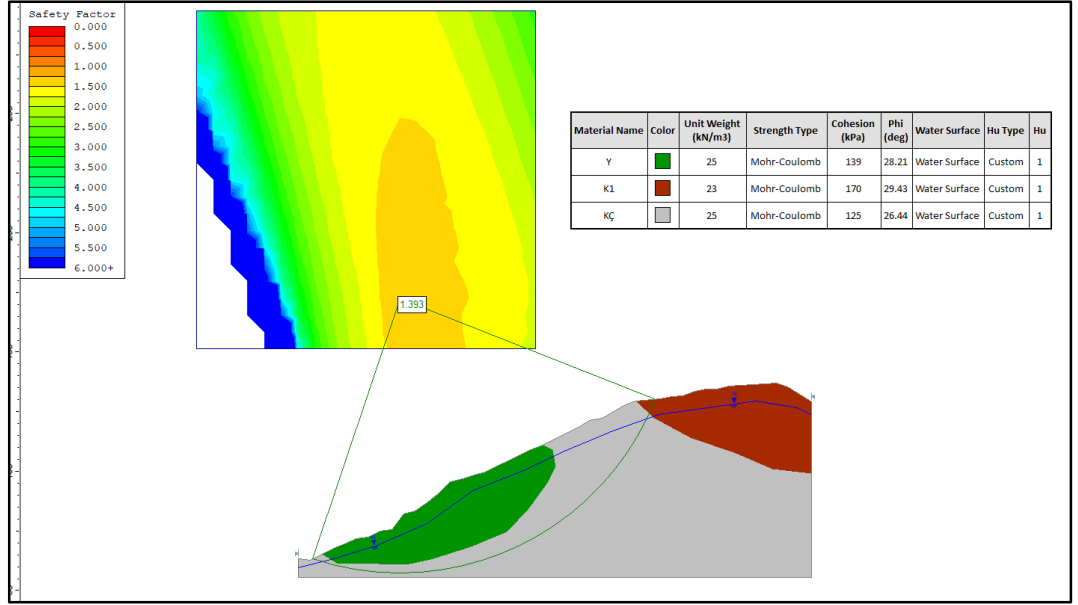 Safety Factor
0.000
0.500
1.000
1.500
2.000
2.500
3.000
3.500
4.000
4.500
5.000
5.500
6.000+
Material Name Color Unit Weight (kN/m3) Strength Type Cohesion (kPa) Phi (deg) Water Surface Hu Type Hu
Y 25 Mohr-Coulomb 139 28.21 Water Surface Custom 1
K1 23 Mohr-Coulomb 170 29.43 Water Surface Custom 1
KÇ 25 Mohr-Coulomb 125 26.44 Water Surface Custom 1
1.393